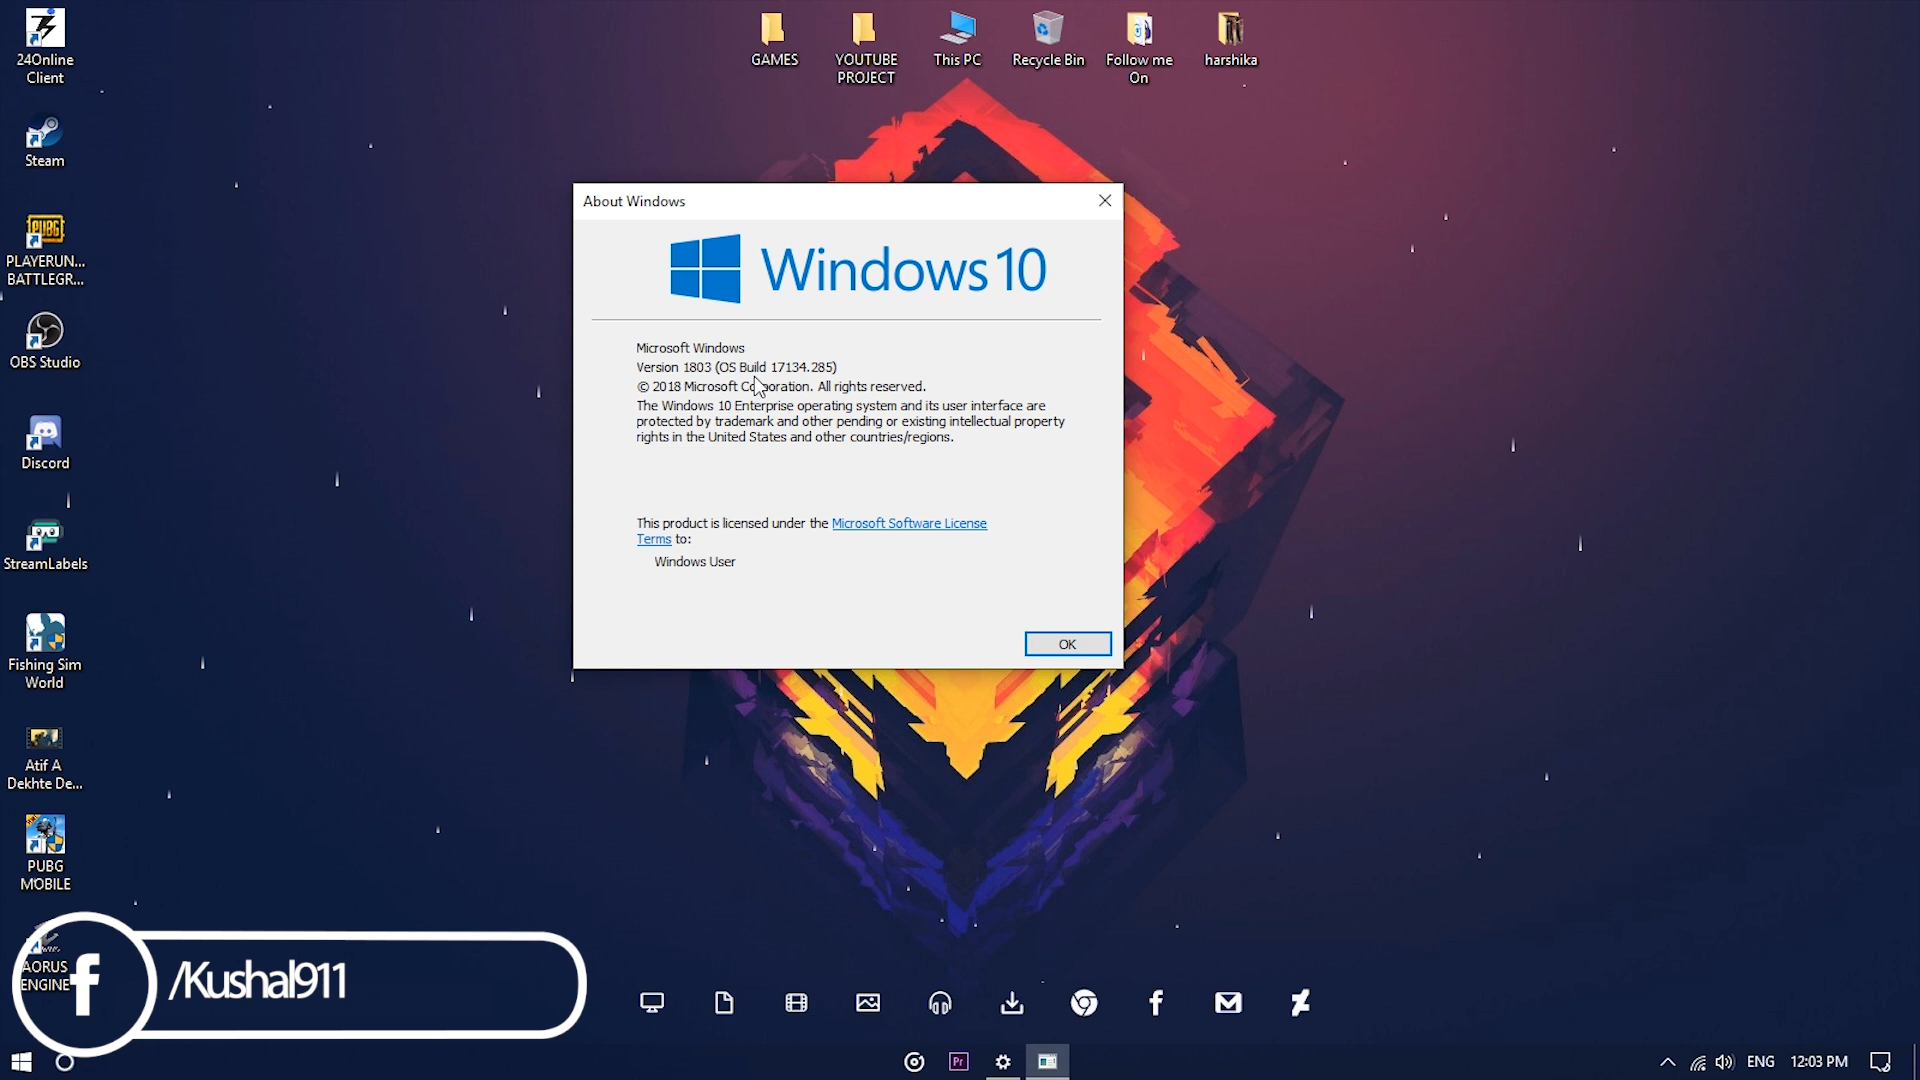 24Online
Client
Steam
PLAYERUN...
BATTLEGR...
OBS Studio
Discord
StreamLabels
Fishing Sim
World
Atif A
Dekhte De...
PUBG
MOBILE
AORUS
ENGINE
GAMES
YOUTUBE
PROJECT
This PC
Recycle Bin
Follow me
On
harshika
About Windows
Windows 10
Microsoft Windows
Version 1803 (OS Build 17134.285)
© 2018 Microsoft Corporation. All rights reserved.
The Windows 10 Enterprise operating system and its user interface are
protected by trademark and other pending or existing intellectual property
rights in the United States and other countries/regions.
This product is licensed under the Microsoft Software License
Terms to:
Windows User
OK
f /Kushal911
Pr
ENG
12:03 PM